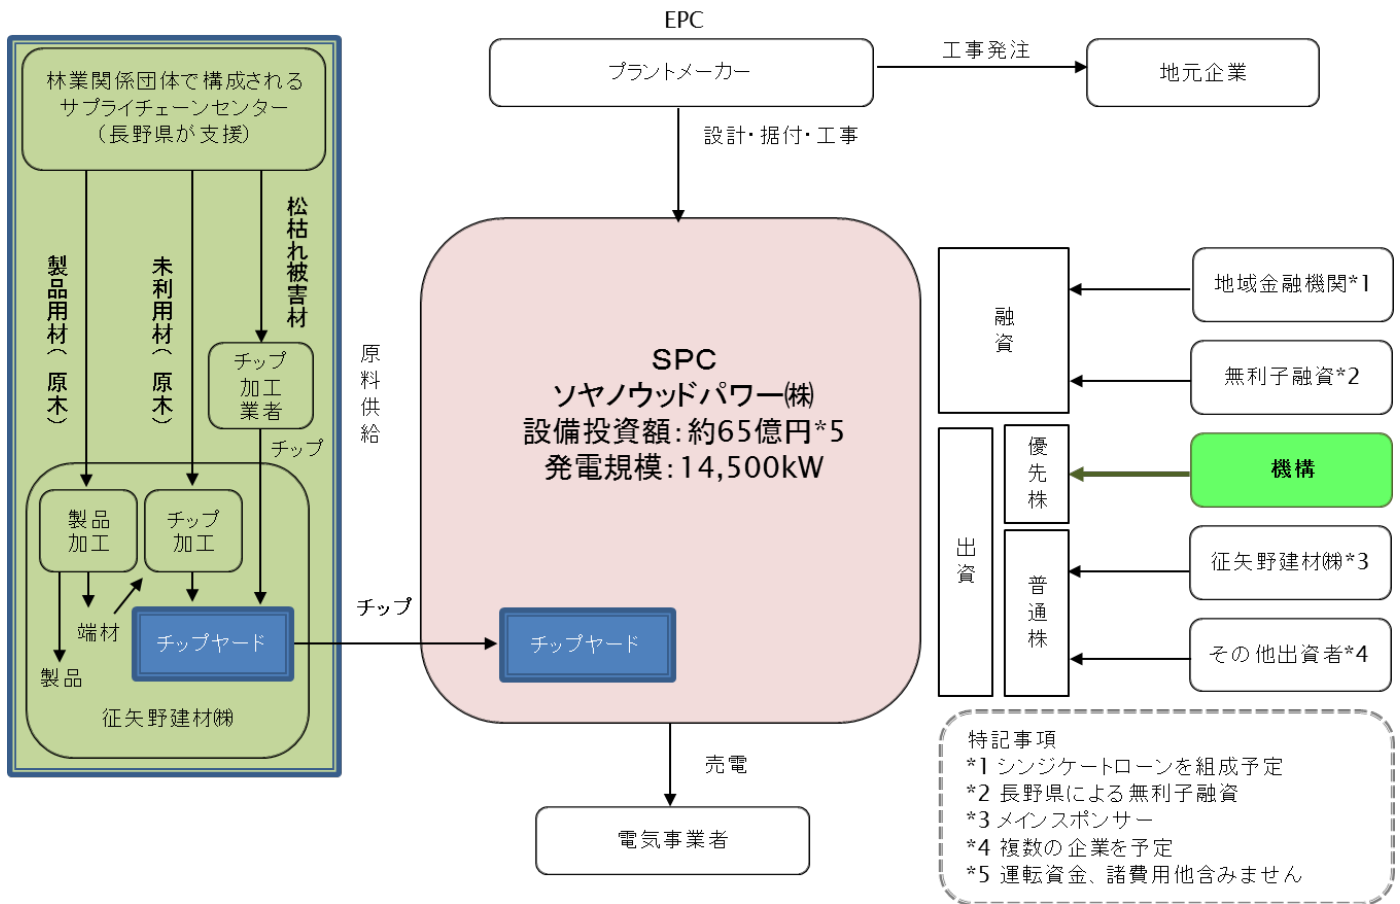 EPC
プラントメーカー
工事発注
地元企業
設計・据付・工事
林業関係団体で構成される
サプライチェーンセンター
(長野県が支援)
製品用材(原木)
未利用材(原木)
松枯れ被害材
チップ
加工
業者
チップ
製品
加工
チップ
加工
端材
製品
チップヤード
征矢野建材㈱
原料供給
チップ
SPC
ソヤノウッドパワー㈱
設備投資額:約65億円*5
発電規模:14,500kW
チップヤード
売電
電気事業者
融資
出資
優先株
普通株
地域金融機関*1
無利子融資*2
機構
征矢野建材㈱*3
その他出資者*4
特記事項
*1 シンジケートローンを組成予定
*2 長野県による無利子融資
*3 メインスポンサー
*4 複数の企業を予定
*5 運転資金、諸費用他含みません